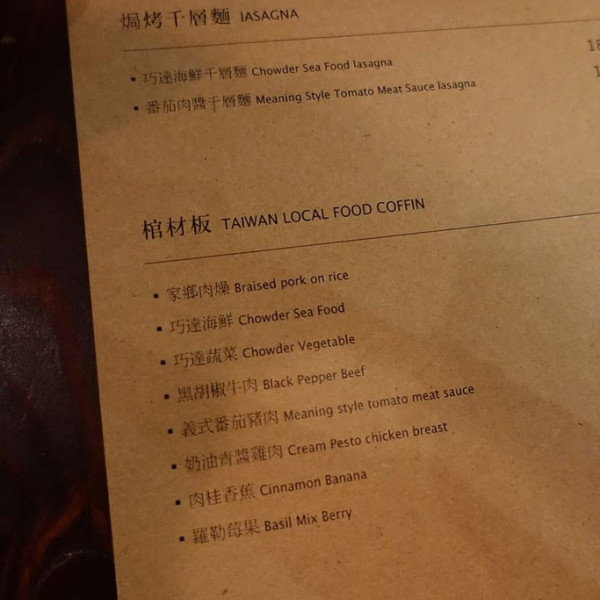 焗烤千層麵 lASAGNA
巧達海鮮千層麵 Chowder Sea Food lasagna
番茄肉醬千層麵 Meaning Style Tomato Meat Sauce lasagna
棺材板 TAIWAN LOCAL FOOD COFFIN
家鄉肉燥 Braised pork on rice
巧達海鮮 Chowder Sea Food
巧達蔬菜 Chowder Vegetable
黑胡椒牛肉 Black Pepper Beef
義式番茄豬肉 Meaning style tomato meat sauce
奶油青醬雞肉 Cream Pesto chicken breast
肉桂香蕉 Cinnamon Banana
羅勒莓果 Basil Mix Berry